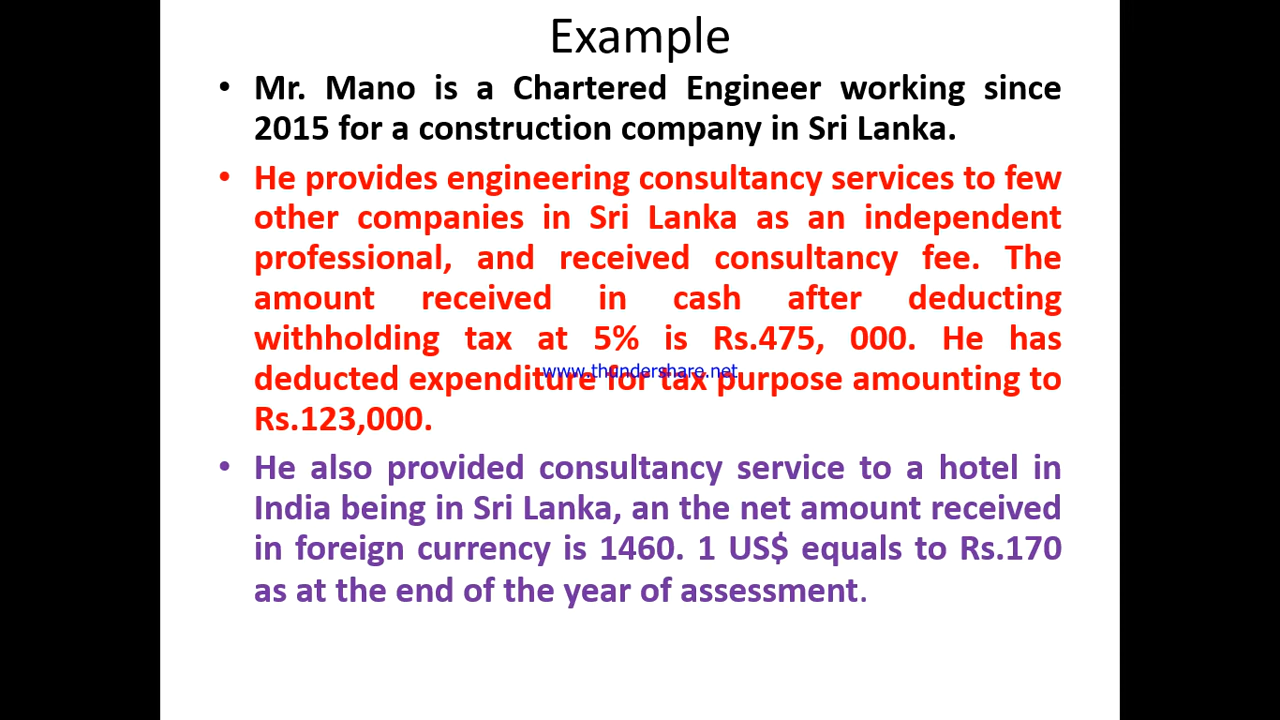 Example
• Mr. Mano is a Chartered Engineer working since
2015 for a construction company in Sri Lanka.
• He provides engineering consultancy services to few
other companies in Sri Lanka as an independent
professional, and received consultancy fee. The
amount received in cash after deducting
withholding tax at 5% is Rs.475, 000. He has
www.thundershare.net
deducted expenditure for tax purpose amounting to
Rs.123,000.
• He also provided consultancy service to a hotel in
India being in Sri Lanka, an the net amount received
in foreign currency is 1460. 1 US$ equals to Rs.170
as at the end of the year of assessment.